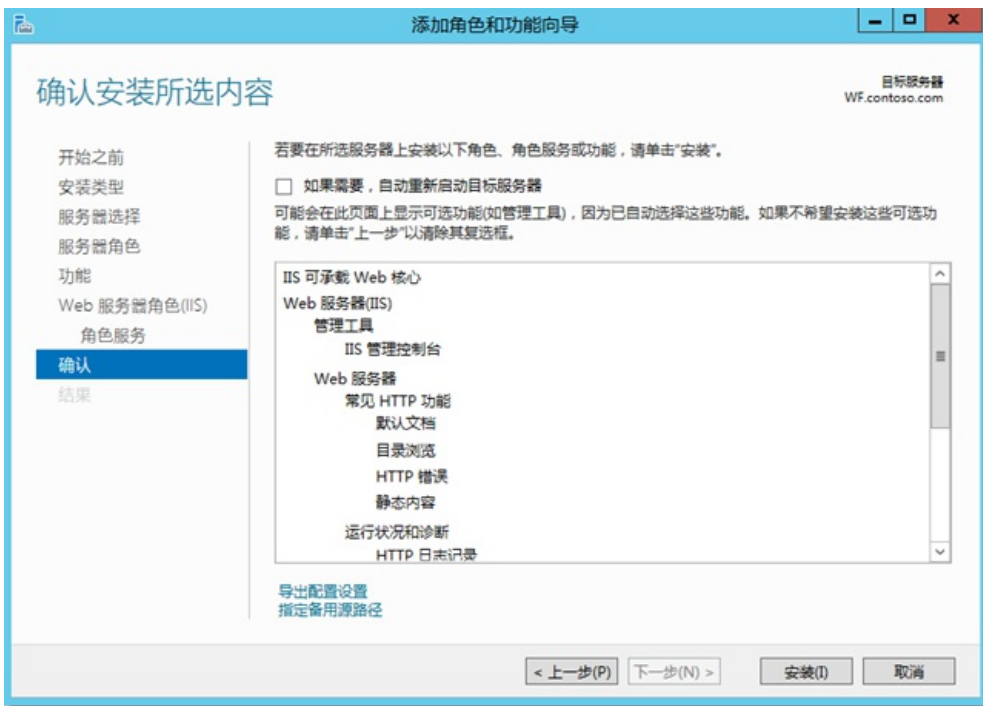 添加角色和功能向导
确认安装所选内容
目标服务器
WF.contoso.com
开始之前
安装类型
服务器选择
服务器角色
功能
Web 服务器角色(IIS)
角色服务
确认
结果
若要在所选服务器上安装以下角色、角色服务或功能，请单击"安装"。
如果需要，自动重新启动目标服务器
可能会在此页面上显示可选功能(如管理工具)，因为已自动选择这些功能。如果不希望安装这些可选功
能，请单击"上一步"以清除其复选框。
IIS 可承载 Web 核心
Web 服务器(IIS)
管理工具
IIS 管理控制台
Web 服务器
常见 HTTP 功能
默认文档
目录浏览
HTTP 错误
静态内容
运行状况和诊断
HTTP 日志记录
导出配置设置
指定备用源路径
< 上一步(P)
下一步(N) >
安装(I)
取消